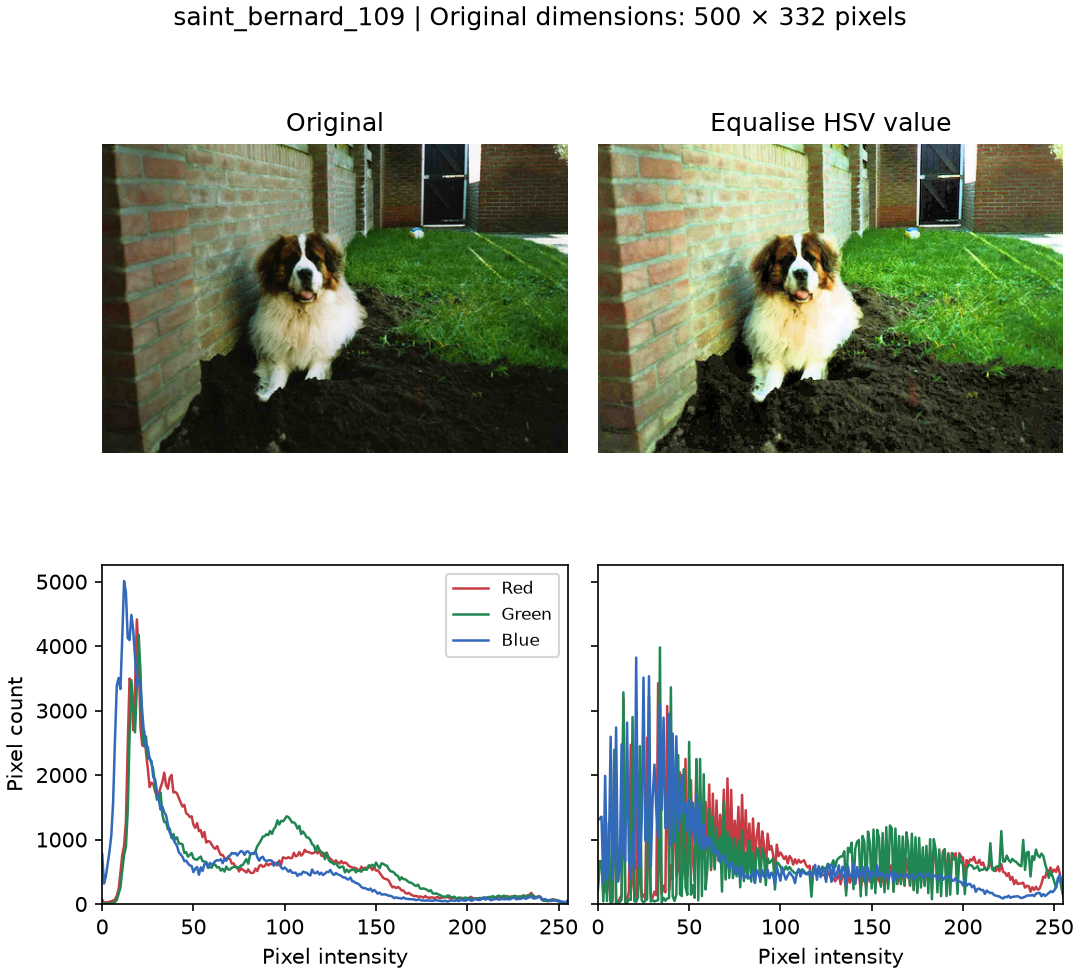 saint_bernard_109 | Original dimensions: 500 × 332 pixels
Original
Equalise HSV value
Pixel count
5000
4000
3000
2000
1000
0
Red
Green
Blue
0 50 100 150 200 250
0 50 100 150 200 250
Pixel intensity
Pixel intensity